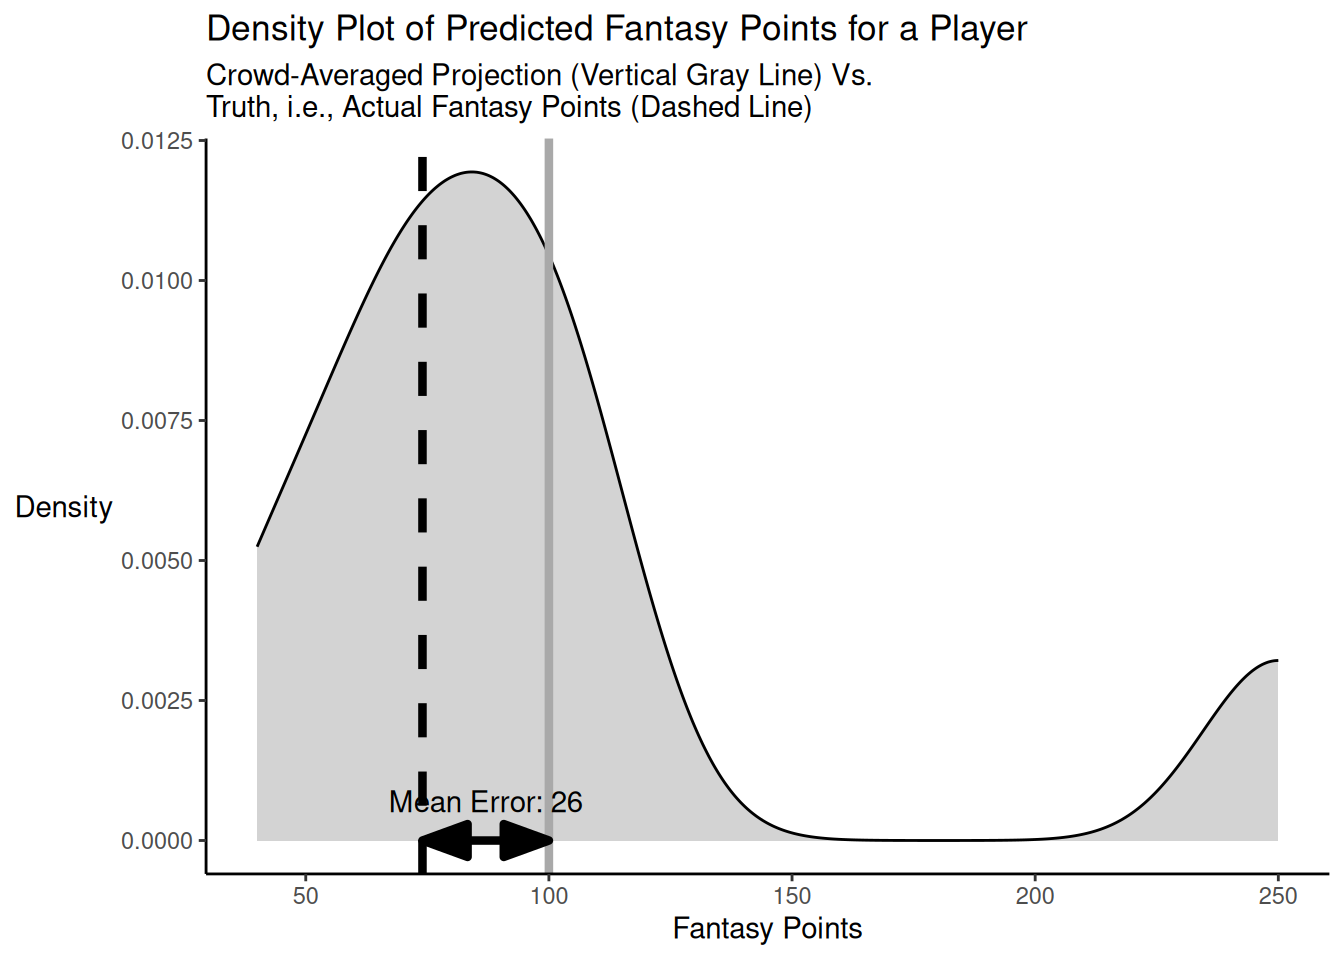 Density Plot of Predicted Fantasy Points for a Player
Crowd-Averaged Projection (Vertical Gray Line) Vs.
Truth, i.e., Actual Fantasy Points (Dashed Line)
0.0125
0.0100
0.0075
Density
0.0050
0.0025
Mean Error: 26
0.0000
50 100 150 200 250
Fantasy Points